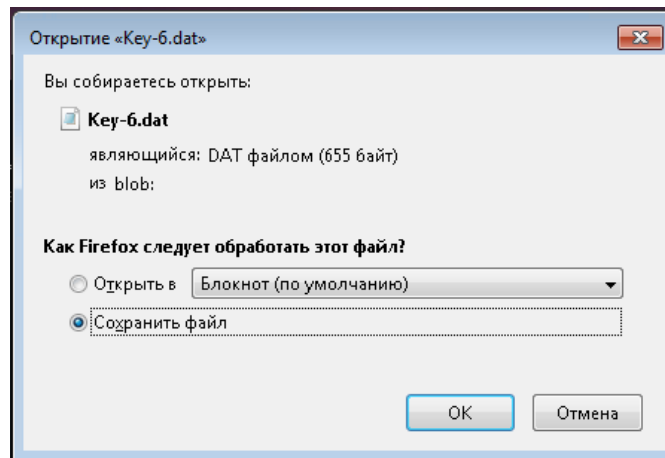 Открытие «Key-6.dat»
Вы собираетесь открыть:
Key-6.dat
являющийся: DAT файлом (655 байт)
из blob:
Как Firefox следует обработать этот файл?
Открыть в Блокнот (по умолчанию)
Сохранить файл
OK Отмена